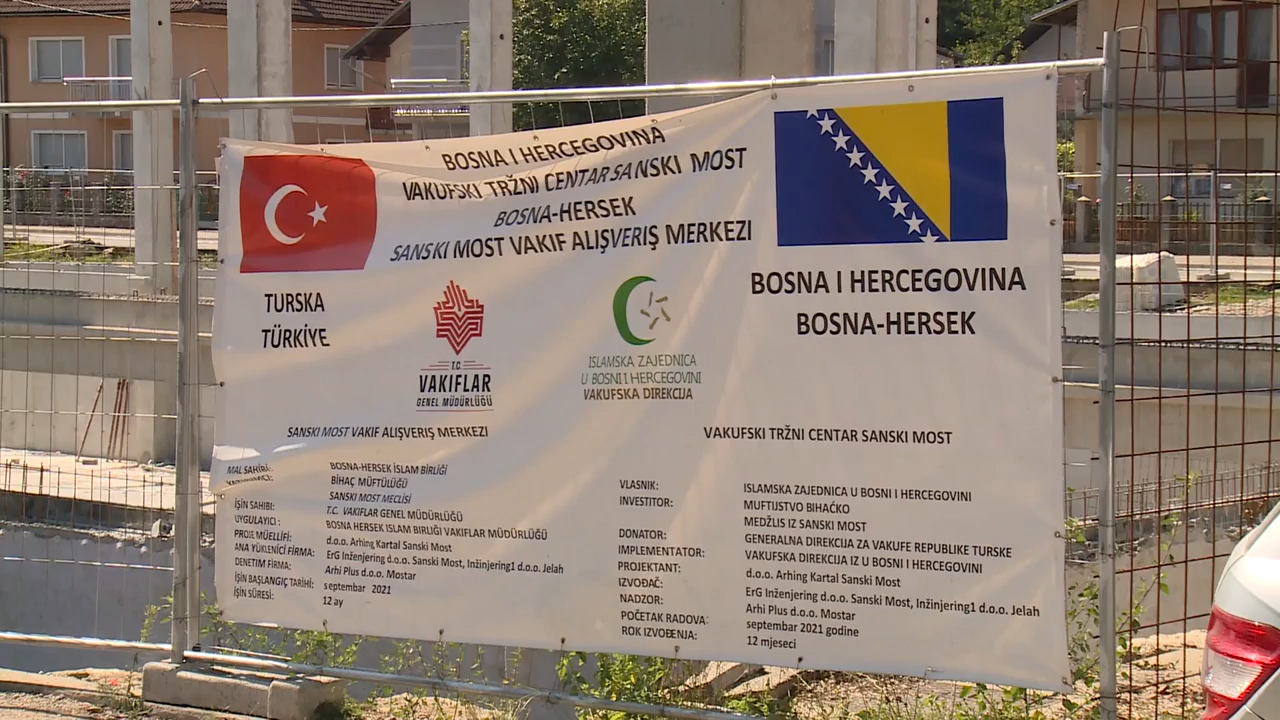 BOSNA I HERCEGOVINA
VAKUFSKI TRŽNI CENTAR SANSKI MOST
BOSNA-HERSEK
SANSKI MOST VAKIF ALIŞVERIŞ MERKEZI
TURSKA
TÜRKİYE
T.C.
VAKIFLAR
GENEL MÜDÜRLÜĞÜ
ISLAMSKA ZAJEDNICA
U BOSNI I HERCEGOVINI
VAKUFSKA DIREKCIJA
BOSNA I HERCEGOVINA
BOSNA-HERSEK
SANSKI MOST VAKIF ALIŞVERIŞ MERKEZI
MAL SAHİBİ: BOSNA-HERSEK İSLAM BİRLİĞİ
BİHAÇ MÜFTÜLÜĞÜ
SANSKI MOST MECLİSİ
İŞİN SAHIBI: T.C. VAKIFLAR GENEL MÜDÜRLÜĞÜ
UYGULAYICI: BOSNA HERSEK ISLAM BIRLIĞI VAKIFLAR MÜDÜRLÜĞÜ
PROJE MÜELLİFİ: d.o.o. Arhing Kartal Sanski Most
ANA YÜKLENİCİ FİRMA: ErG Inženjering d.o.o. Sanski Most, Inžinjering1 d.o.o. Jelah
DENETIM FİRMA: Arhi Plus d.o.o. Mostar
İŞİN BAŞLANGIÇ TARİHİ: septembar 2021
İŞİN SÜRESİ: 12 ay
VAKUFSKI TRŽNI CENTAR SANSKI MOST
VLASNIK: ISLAMSKA ZAJEDNICA U BOSNI I HERCEGOVINI
INVESTITOR: MUFTIJSTVO BIHAĆKO
MEDŽLIS IZ SANSKI MOST
DONATOR: GENERALNA DIREKCIJA ZA VAKUFE REPUBLIKE TURSKE
IMPLEMENTATOR: VAKUFSKA DIREKCIJA IZ U BOSNI I HERCEGOVINI
PROJEKTANT: d.o.o. Arhing Kartal Sanski Most
IZVOĐAČ: ErG Inženjering d.o.o. Sanski Most, Inžinjering1 d.o.o. Jelah
NADZOR: Arhi Plus d.o.o. Mostar
POČETAK RADOVA: septembar 2021 godine
ROK IZVOĐENJA: 12 mjeseci